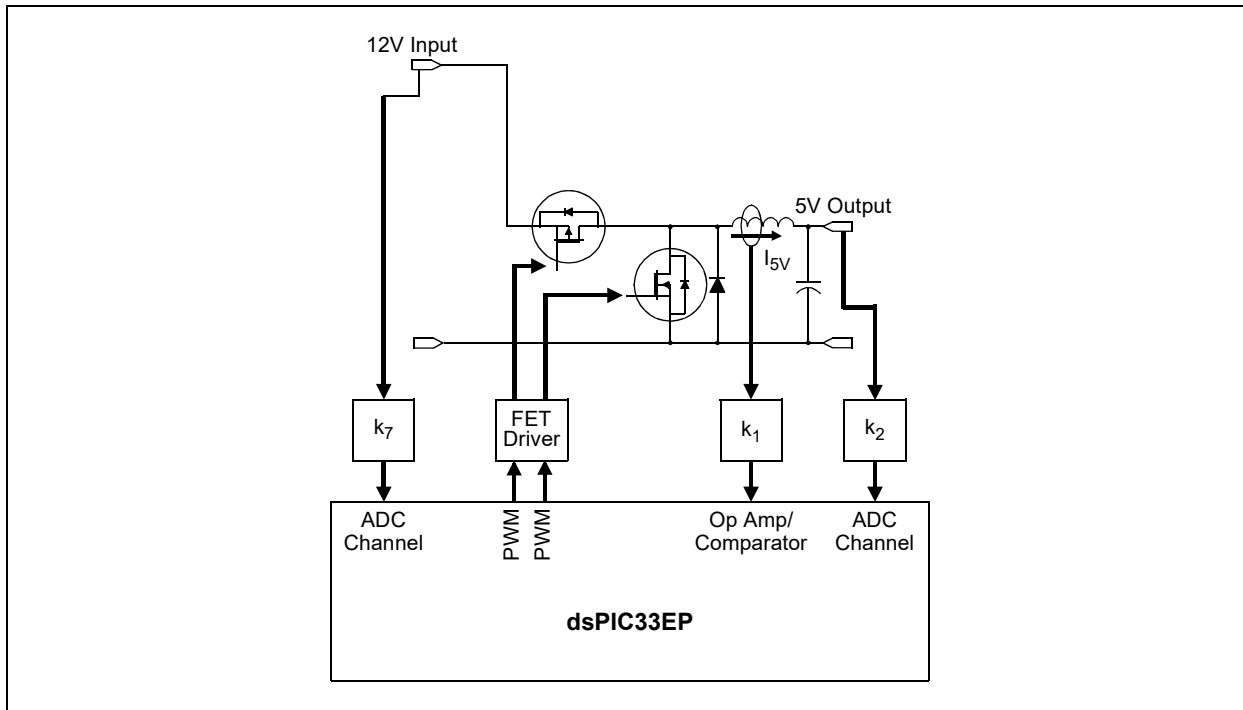 12V Input
5V Output
I5V
k7
FET
Driver
k1
k2
ADC
Channel
PWM
PWM
Op Amp/
Comparator
ADC
Channel
dsPIC33EP